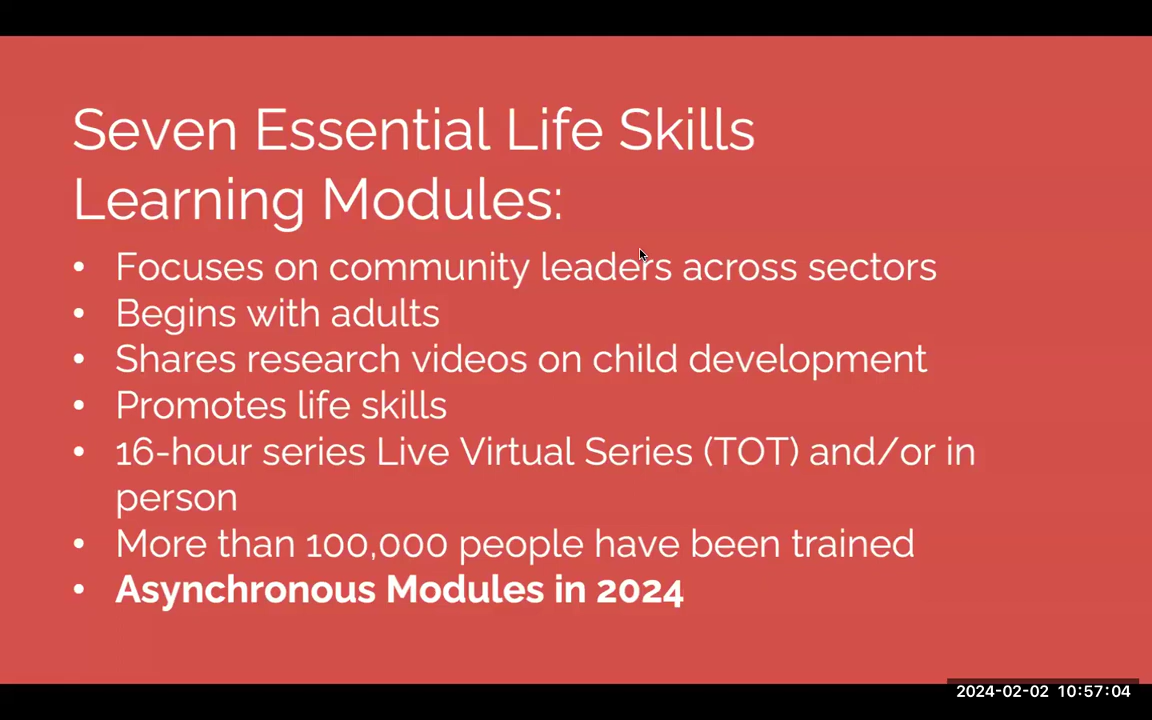 Seven Essential Life Skills
Learning Modules:
• Focuses on community leaders across sectors
• Begins with adults
• Shares research videos on child development
• Promotes life skills
• 16-hour series Live Virtual Series (TOT) and/or in
person
• More than 100,000 people have been trained
• Asynchronous Modules in 2024
2024-02-02 10:57:04